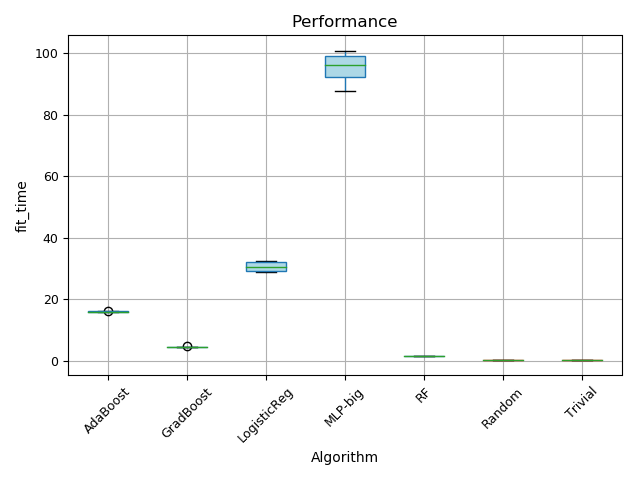 Performance
fit_time
100
80
60
40
20
0
AdaBoost
GradBoost
LogisticReg
MLP-big
RF
Random
Trivial
Algorithm